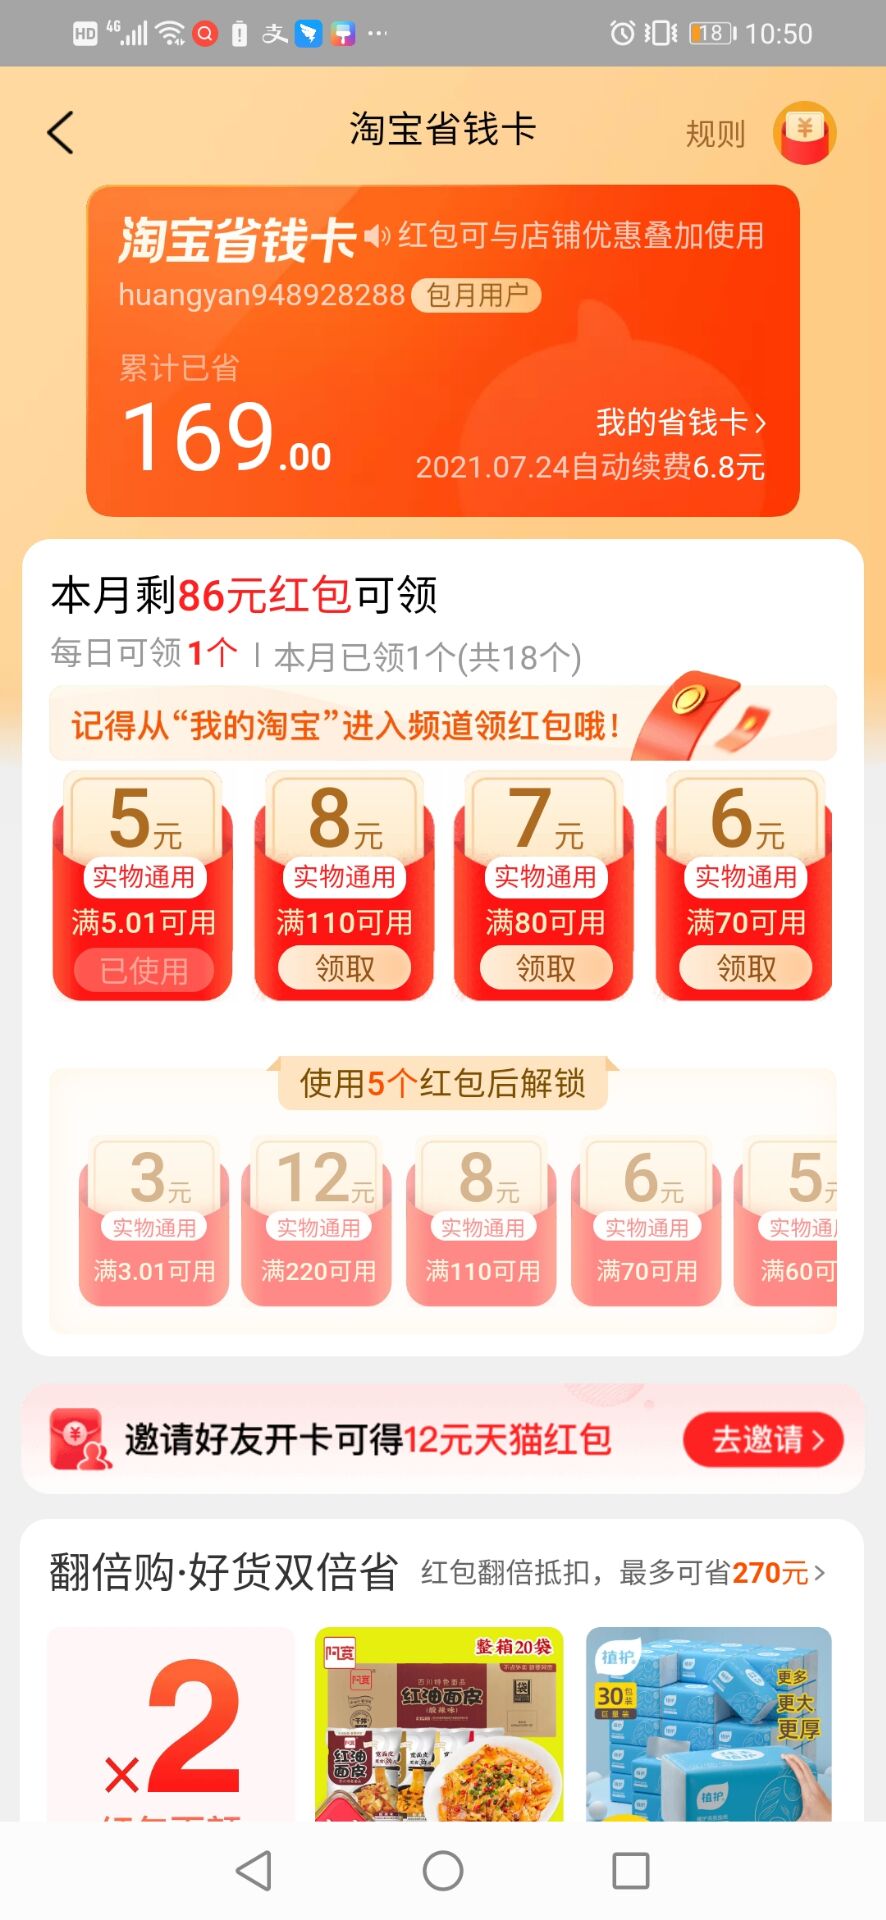 HD 4G 支 ··· 18 10:50
淘宝省钱卡 规则
淘宝省钱卡 红包可与店铺优惠叠加使用
huangyan948928288 包月用户
累计已省
169.00
我的省钱卡
2021.07.24自动续费6.8元
本月剩86元红包可领
每日可领1个 | 本月已领1个(共18个)
记得从“我的淘宝”进入频道领红包哦!
5元 8元 7元 6元
实物通用 实物通用 实物通用 实物通用
满5.01可用 满110可用 满80可用 满70可用
已使用 领取 领取 领取
使用5个红包后解锁
3元 12元 8元 6元 5元
实物通用 实物通用 实物通用 实物通用 实物通
满3.01可用 满220可用 满110可用 满70可用 满60可
邀请好友开卡可得12元天猫红包 去邀请
翻倍购·好货双倍省 红包翻倍抵扣，最多可省270元
×2
阿宽 整箱20袋
红油面皮
红油面皮
植护
30包装
更多
更大
更厚
植护